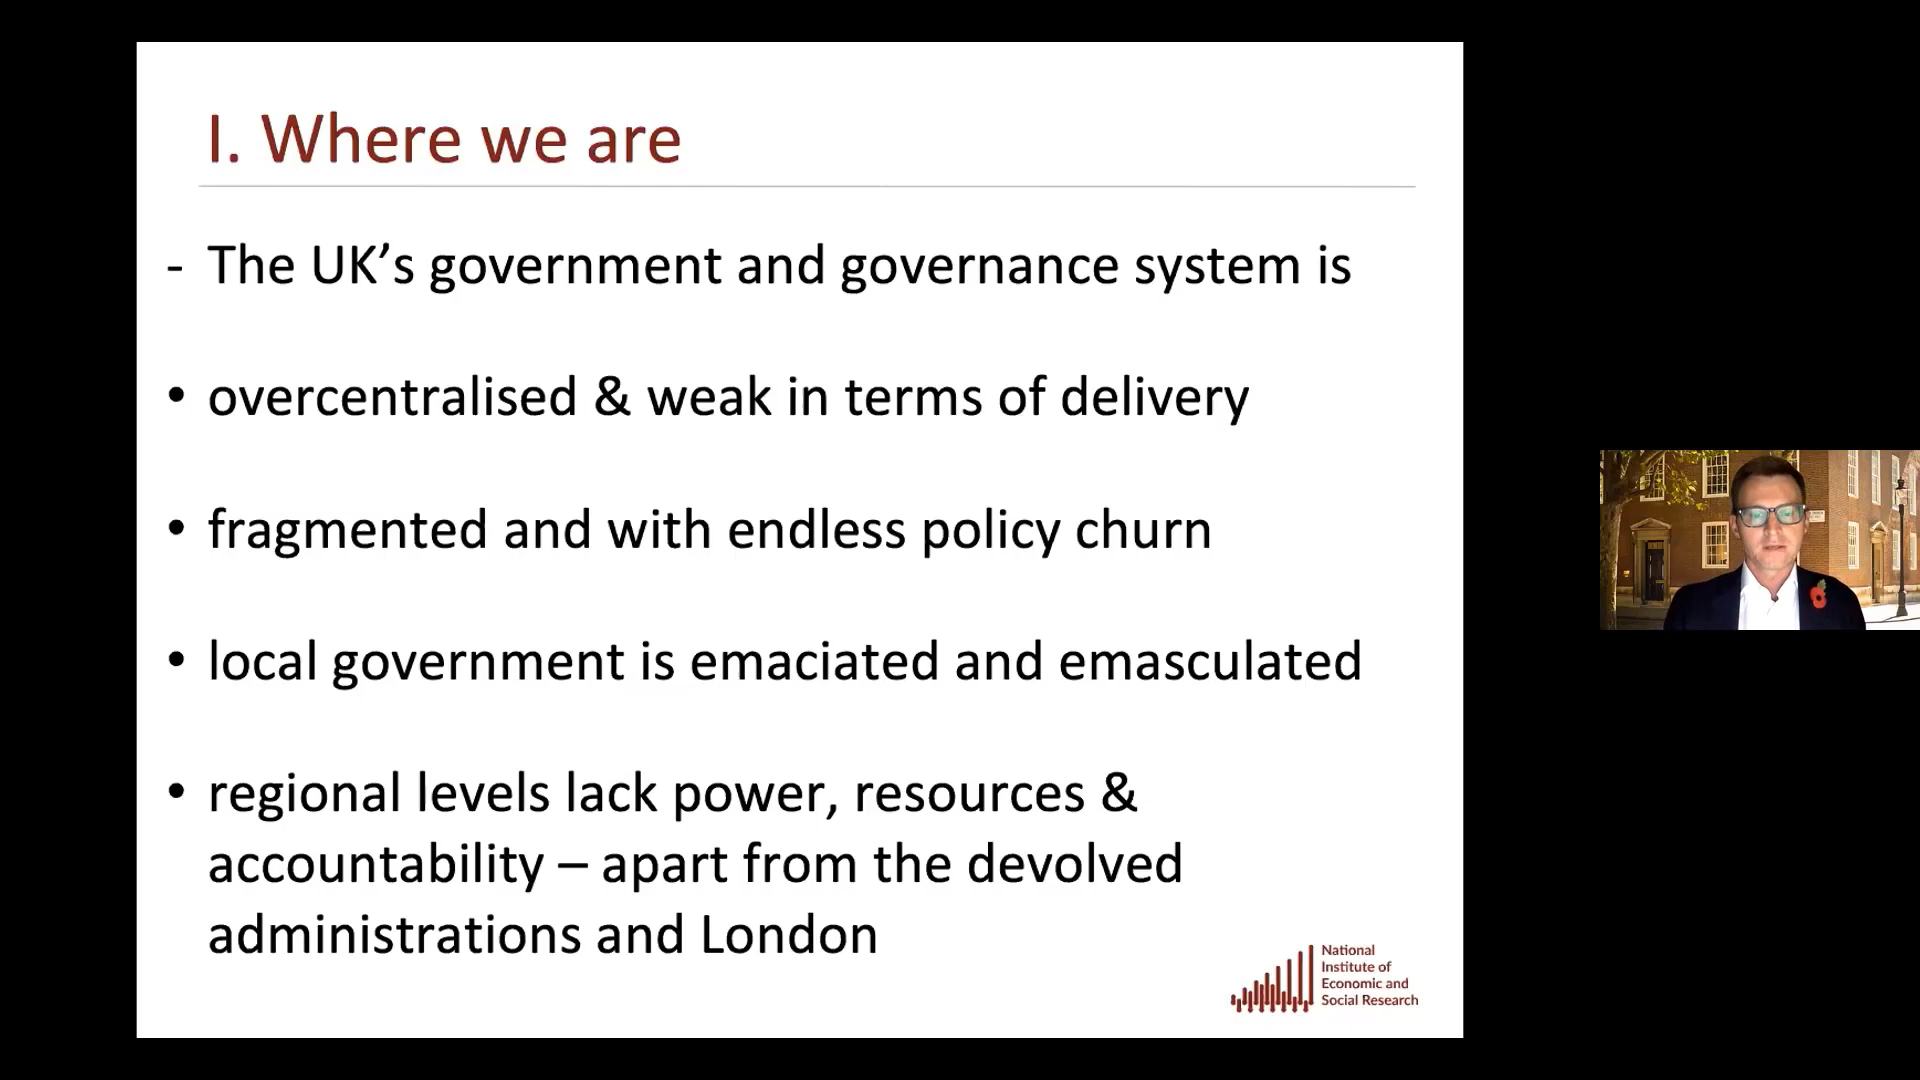 I. Where we are
- The UK’s government and governance system is
• overcentralised & weak in terms of delivery
• fragmented and with endless policy churn
• local government is emaciated and emasculated
• regional levels lack power, resources &
accountability – apart from the devolved
administrations and London
National
Institute of
Economic and
Social Research